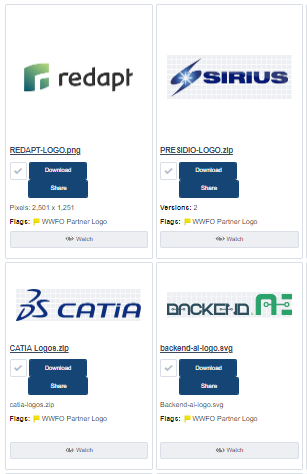 redapt
REDAPT-LOGO.png
Download
Share
Pixels: 2,501 x 1,251
Flags: WWFO Partner Logo
Watch
SIRIUS
PRESIDIO-LOGO.zip
Download
Share
Versions: 2
Flags: WWFO Partner Logo
Watch
DS CATIA
CATIA Logos.zip
Download
Share
catia-logos.zip
Flags: WWFO Partner Logo
Watch
BACKEND.AI
backend-ai-logo.svg
Download
Share
Backend-ai-logo.svg
Flags: WWFO Partner Logo
Watch